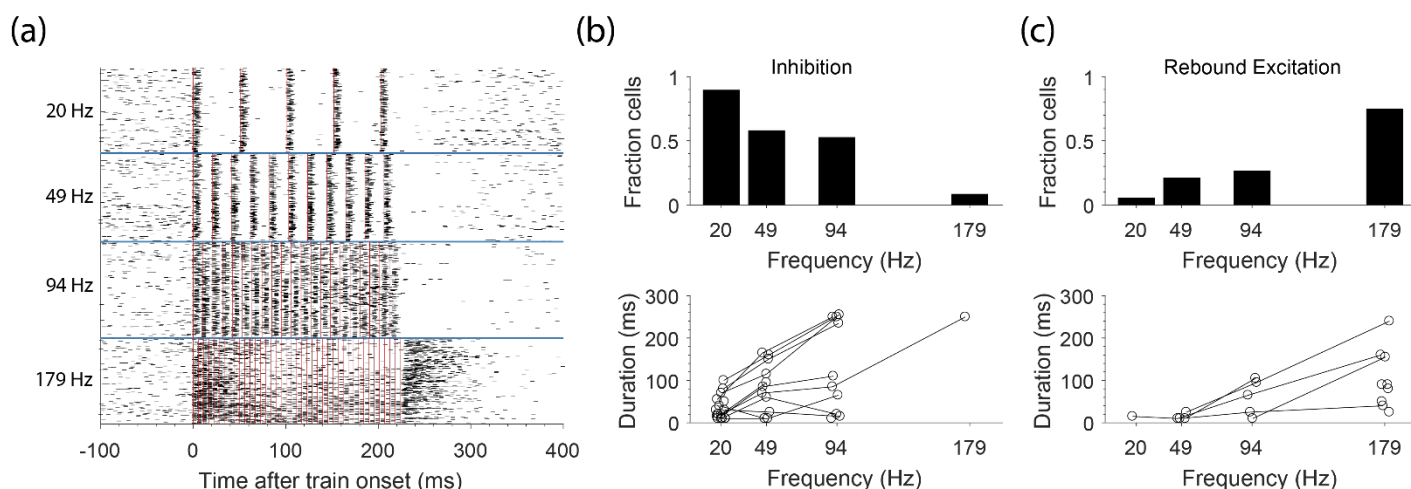 (a)
20 Hz
49 Hz
94 Hz
179 Hz
-100 0 100 200 300 400
Time after train onset (ms)
(b)
Inhibition
Fraction cells
1
0.5
0
20 49 94 179
Frequency (Hz)
Duration (ms)
300
200
100
0
20 49 94 179
Frequency (Hz)
(c)
Rebound Excitation
Fraction cells
1
0.5
0
20 49 94 179
Frequency (Hz)
Duration (ms)
300
200
100
0
20 49 94 179
Frequency (Hz)